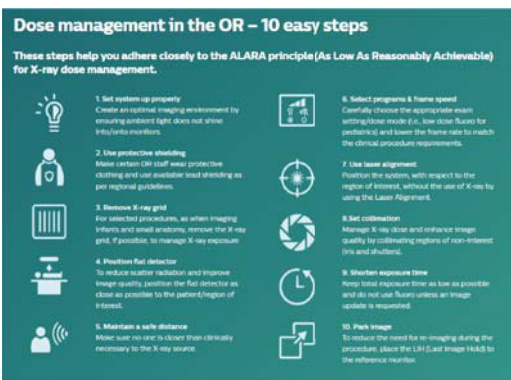 Dose management in the OR – 10 easy steps
These steps help you adhere closely to the ALARA principle(As Low As Reasonably Achievable)
for X-ray dose management.
1. Set system up properly
Create an optimal imaging environment by
ensuring ambient light does not shine
into/onto monitors.
2. Use protective shielding
Make certain OR staff wear protective
clothing and use available lead shielding as
per regional guidelines.
3. Remove X-ray grid
For selected procedures, as when imaging
infants and small anatomy, remove the X-ray
grid, if possible, to manage X-ray exposure
4. Position flat detector
To reduce scatter radiation and improve
image quality, position the flat detector as
close as possible to the patient/region of
interest.
5. Maintain a safe distance
Make sure no one is closer than clinically
necessary to the X-ray source.
6. Select programs & frame speed
Carefully choose the appropriate exam
setting/dose mode (i.e., low dose fluoro for
pediatrics) and lower the frame rate to match
the clinical procedure requirements.
7. Use laser alignment
Position the system, with respect to the
region of interest, without the use of X-ray by
using the Laser Alignment.
8.Set collimation
Manage X-ray dose and enhance image
quality by collimating regions of non-interest
(iris and shutters).
9. Shorten exposure time
Keep total exposure time as low as possible
and do not use fluoro unless an image
update is requested.
10. Park image
To reduce the need for re-imaging during the
procedure, place the LIH (Last Image Hold) to
the reference monitor.